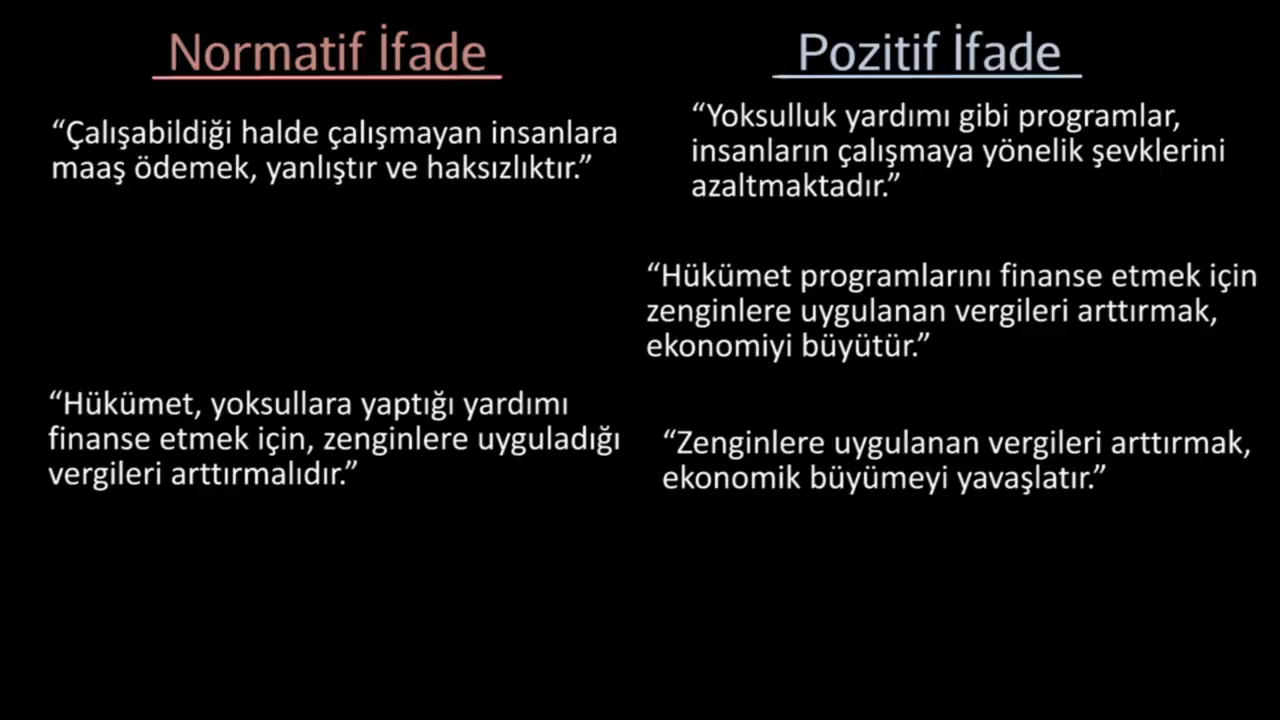 Normatif İfade
“Çalışabildiği halde çalışmayan insanlara
maaş ödemek, yanlıştır ve haksızlıktır.”
“Hükümet, yoksullara yaptığı yardımı
finanse etmek için, zenginlere uyguladığı
vergileri arttırmalıdır.”
Pozitif İfade
“Yoksulluk yardımı gibi programlar,
insanların çalışmaya yönelik şevklerini
azaltmaktadır.”
“Hükümet programlarını finanse etmek için
zenginlere uygulanan vergileri arttırmak,
ekonomiyi büyütür.”
“Zenginlere uygulanan vergileri arttırmak,
ekonomik büyümeyi yavaşlatır.”